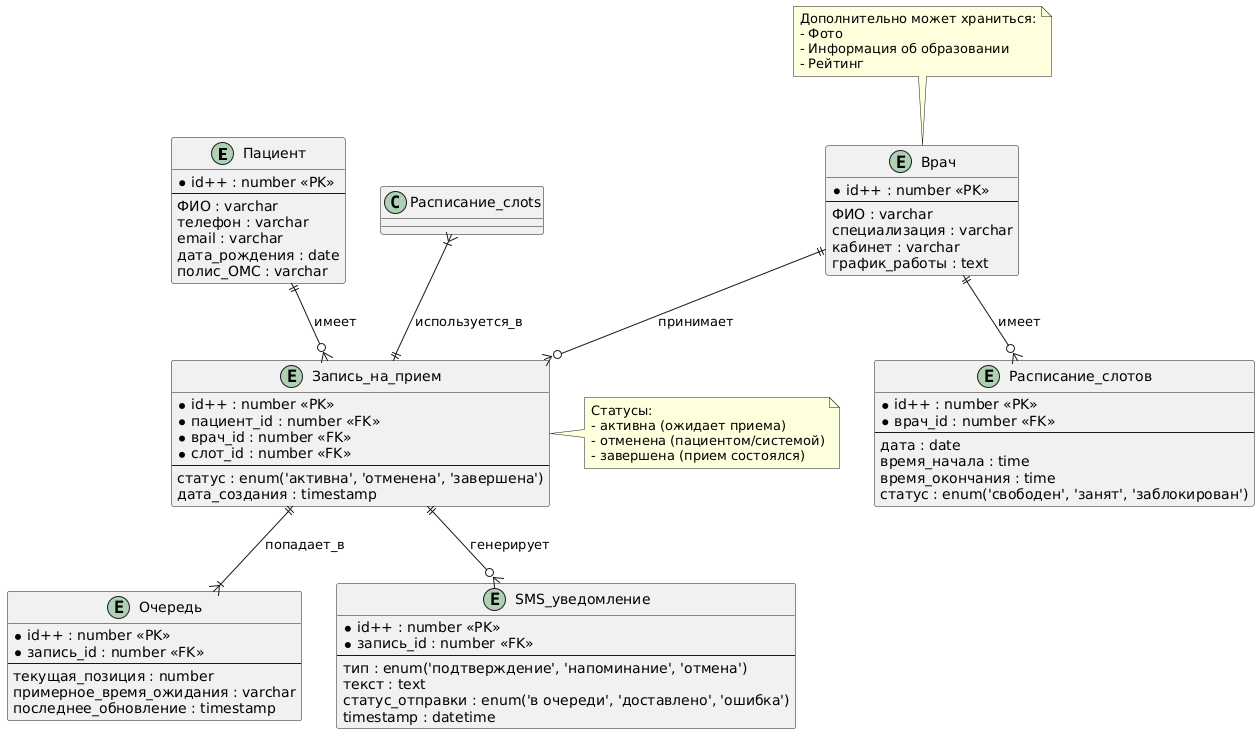 Дополнительно может храниться:
- Фото
- Информация об образовании
- Рейтинг
E Пациент
* id++ : number «PK»
ФИО : varchar
телефон : varchar
email : varchar
дата_рождения : date
полис_ОМС : varchar
C Расписание_слots
E Врач
* id++ : number «PK»
ФИО : varchar
специализация : varchar
кабинет : varchar
график_работы : text
имеет
используется_в
принимает
имеет
E Запись_на_прием
* id++ : number «PK»
* пациент_id : number «FK»
* врач_id : number «FK»
* слот_id : number «FK»
статус : enum('активна', 'отменена', 'завершена')
дата_создания : timestamp
Статусы:
- активна (ожидает приема)
- отменена (пациентом/системой)
- завершена (прием состоялся)
E Расписание_слотов
* id++ : number «PK»
* врач_id : number «FK»
дата : date
время_начала : time
время_окончания : time
статус : enum('свободен', 'занят', 'заблокирован')
попадает_в
генерирует
E Очередь
* id++ : number «PK»
* запись_id : number «FK»
текущая_позиция : number
примерное_время_ожидания : varchar
последнее_обновление : timestamp
E SMS_уведомление
* id++ : number «PK»
* запись_id : number «FK»
тип : enum('подтверждение', 'напоминание', 'отмена')
текст : text
статус_отправки : enum('в очереди', 'доставлено', 'ошибка')
timestamp : datetime